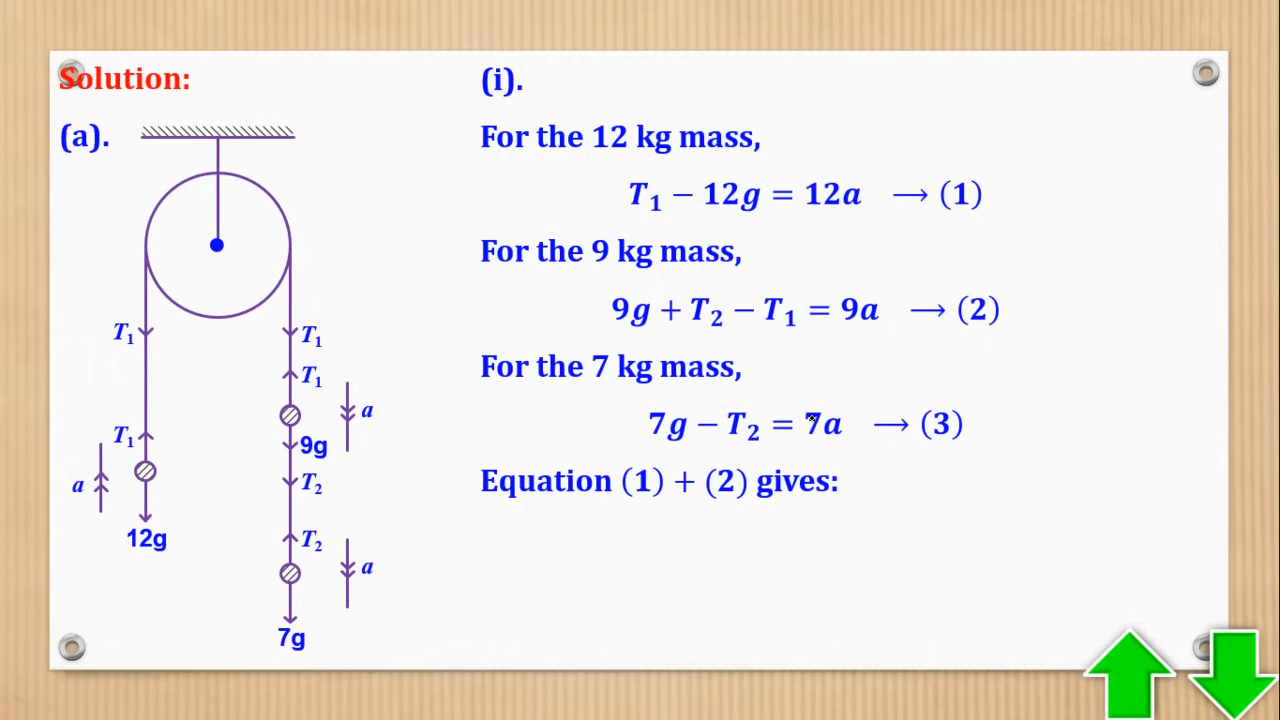 Solution:
(a).
T₁
T₁
T₁
T₁
a
9g
a
12g
T₂
T₂
a
7g
(i).
For the 12 kg mass,
T₁ − 12g = 12a ⟶ (1)
For the 9 kg mass,
9g + T₂ − T₁ = 9a ⟶ (2)
For the 7 kg mass,
7g − T₂ = 7a ⟶ (3)
Equation (1) + (2) gives: